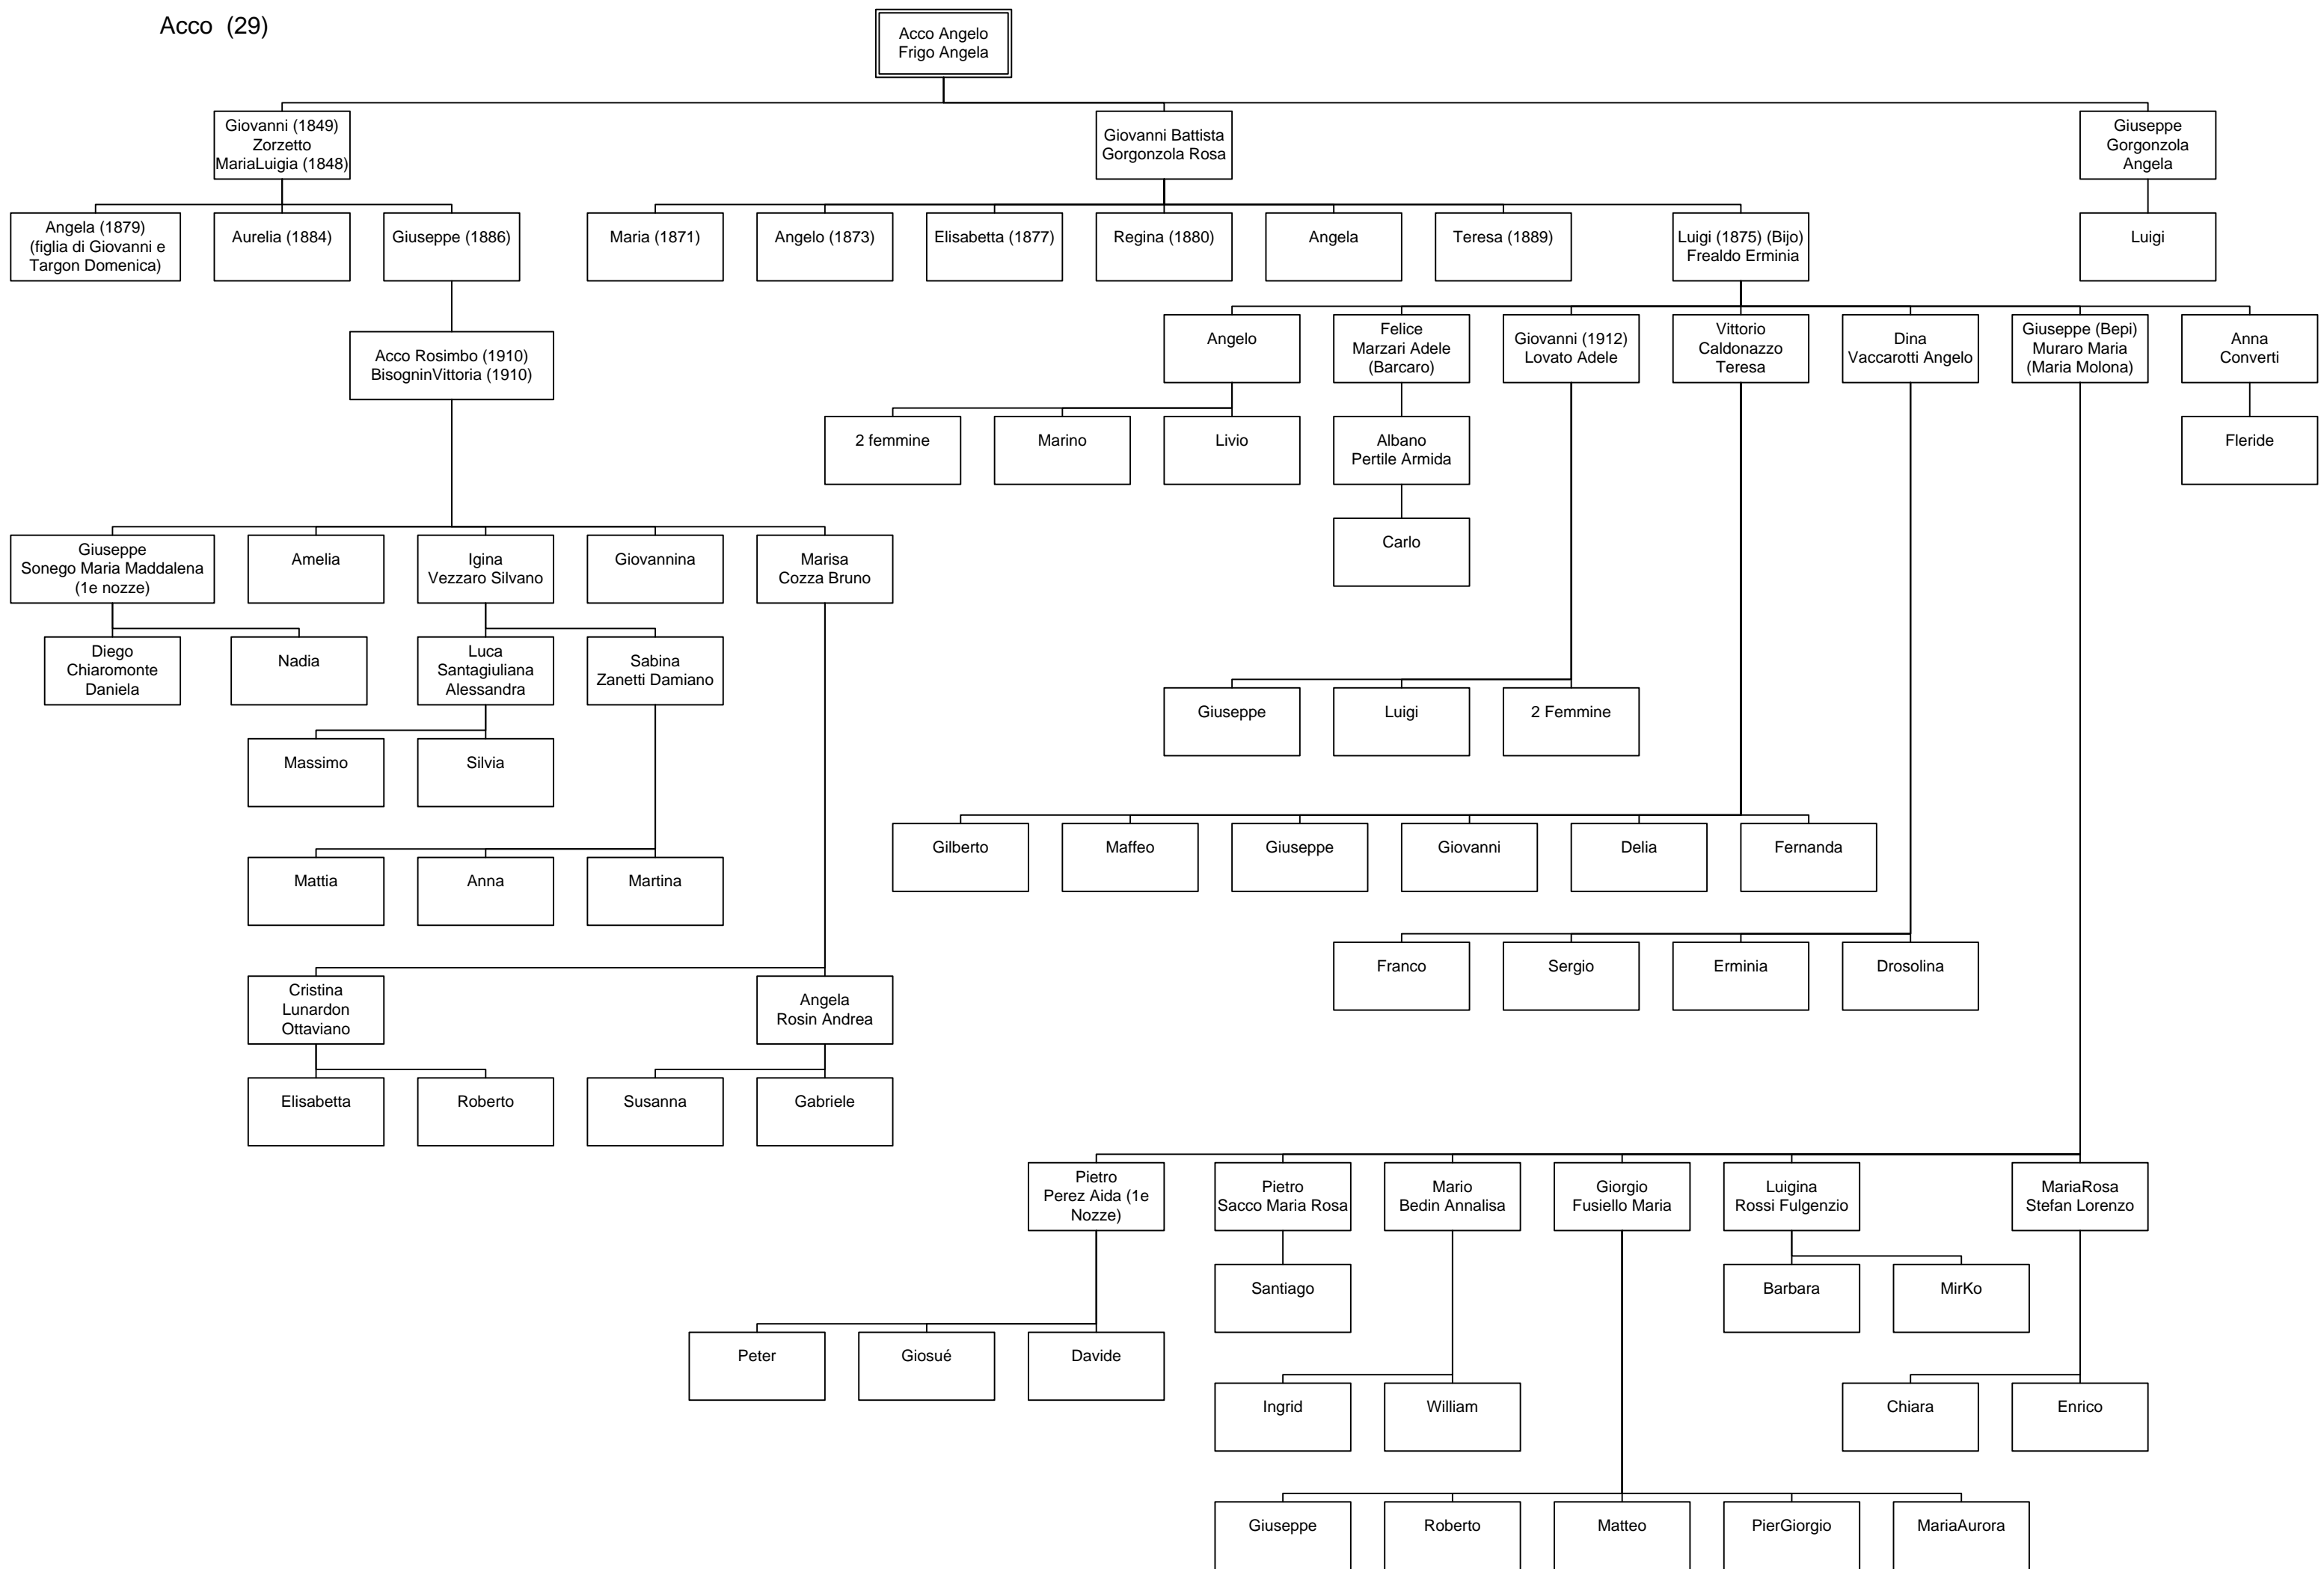 Acco (29)
Acco Angelo
Frigo Angela
Giovanni (1849)
Zorzetto
MariaLuigia (1848)
Giovanni Battista
Gorgonzola Rosa
Giuseppe
Gorgonzola
Angela
Angela (1879)
(figlia di Giovanni e
Targon Domenica)
Aurelia (1884)
Giuseppe (1886)
Maria (1871)
Angelo (1873)
Elisabetta (1877)
Regina (1880)
Angela
Teresa (1889)
Luigi (1875) (Bijo)
Frealdo Erminia
Luigi
Acco Rosimbo (1910)
BisogninVittoria (1910)
Angelo
Felice
Marzari Adele
(Barcaro)
Giovanni (1912)
Lovato Adele
Vittorio
Caldonazzo
Teresa
Dina
Vaccarotti Angelo
Giuseppe (Bepi)
Muraro Maria
(Maria Molona)
Anna
Converti
2 femmine
Marino
Livio
Albano
Pertile Armida
Fleride
Carlo
Giuseppe
Sonego Maria Maddalena
(1e nozze)
Amelia
Igina
Vezzaro Silvano
Giovannina
Marisa
Cozza Bruno
Diego
Chiaromonte
Daniela
Nadia
Luca
Santagiuliana
Alessandra
Sabina
Zanetti Damiano
Giuseppe
Luigi
2 Femmine
Massimo
Silvia
Gilberto
Maffeo
Giuseppe
Giovanni
Delia
Fernanda
Mattia
Anna
Martina
Franco
Sergio
Erminia
Drosolina
Cristina
Lunardon
Ottaviano
Angela
Rosin Andrea
Elisabetta
Roberto
Susanna
Gabriele
Pietro
Perez Aida (1e
Nozze)
Pietro
Sacco Maria Rosa
Mario
Bedin Annalisa
Giorgio
Fusiello Maria
Luigina
Rossi Fulgenzio
MariaRosa
Stefan Lorenzo
Santiago
Barbara
MirKo
Peter
Giosué
Davide
Ingrid
William
Chiara
Enrico
Giuseppe
Roberto
Matteo
PierGiorgio
MariaAurora